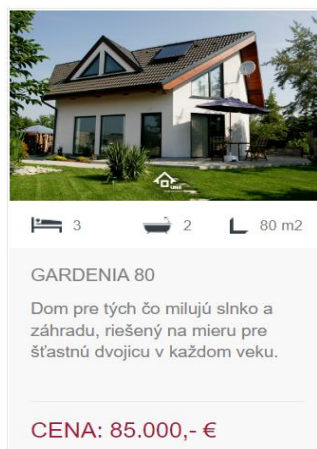 3
2
80 m2
GARDENIA 80
Dom pre tých čo milujú slnko a
záhradu, riešený na mieru pre
šťastnú dvojicu v každom veku.
CENA: 85.000,- €